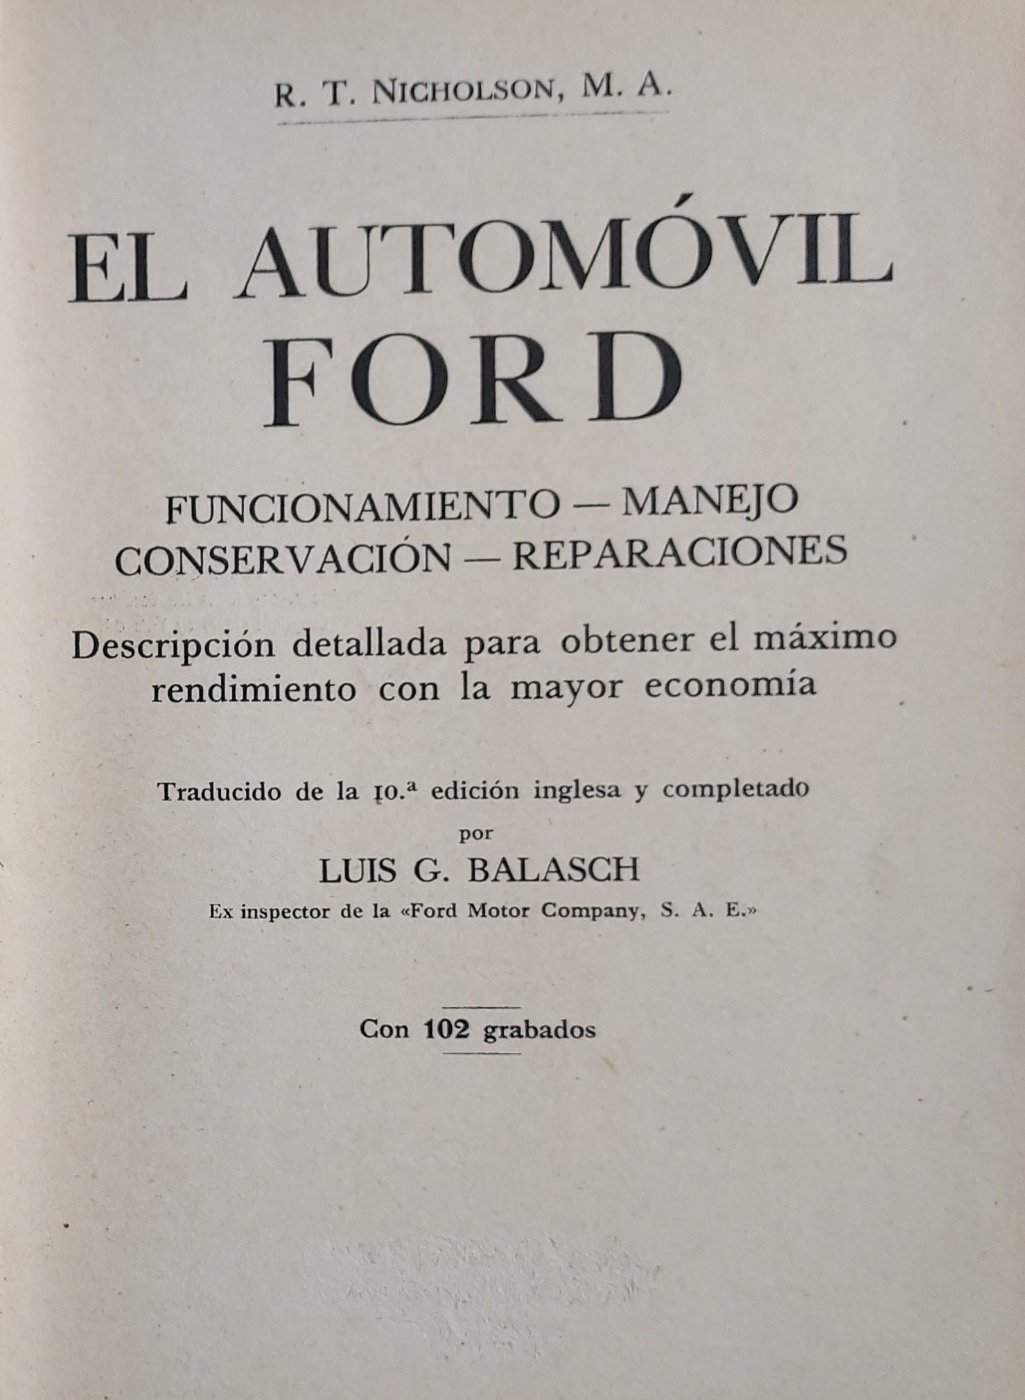 R. T. NICHOLSON, M. A.
EL AUTOMÓVIL
FORD
FUNCIONAMIENTO — MANEJO
CONSERVACIÓN — REPARACIONES
Descripción detallada para obtener el máximo
rendimiento con la mayor economía
Traducido de la 10.ª edición inglesa y completado
por
LUIS G. BALASCH
Ex inspector de la «Ford Motor Company, S. A. E.»
Con 102 grabados